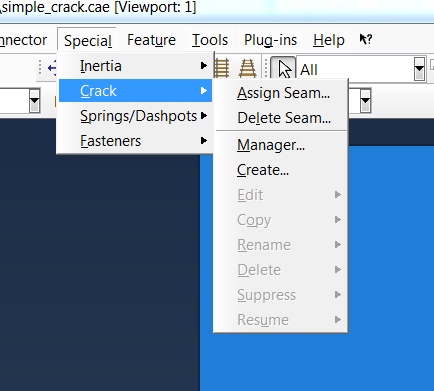 \simple_crack.cae [Viewport: 1]
nnector Special Feature Tools Plug-ins Help
All
Inertia
Crack
Springs/Dashpots
Fasteners
Assign Seam...
Delete Seam...
Manager...
Create...
Edit
Copy
Rename
Delete
Suppress
Resume